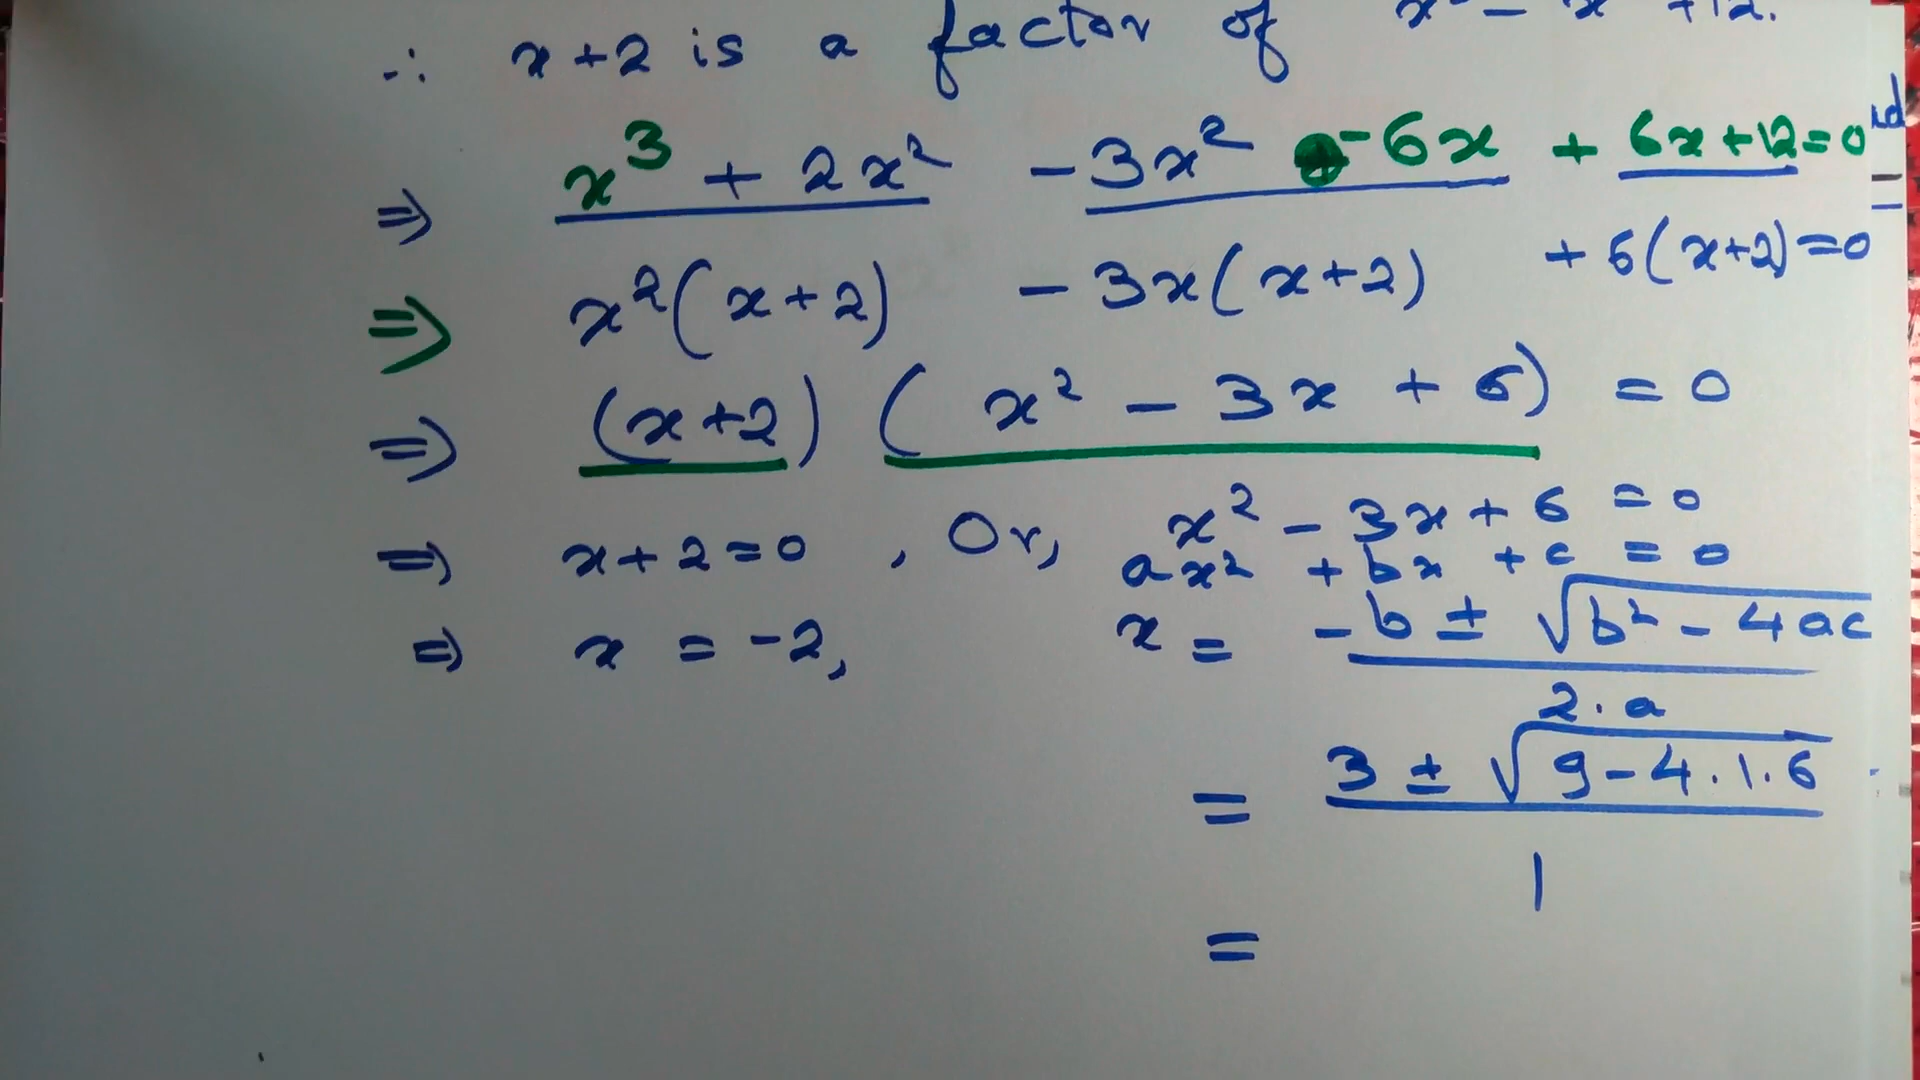 ∴ x+2 is a factor of x - x +12.
⇒ x³ + 2x² -3x² -6x + 6x+12=0
⇒ x²(x+2) - 3x(x+2) + 6(x+2)=0
⇒ (x+2) (x² - 3x + 6) = 0
⇒ x+2=0, Or, x² - 3x + 6 = 0
ax² + bx + c = 0
⇒ x = -2, x = -b ± √b² - 4ac
2.a
= 3 ± √9-4.1.6
1
=